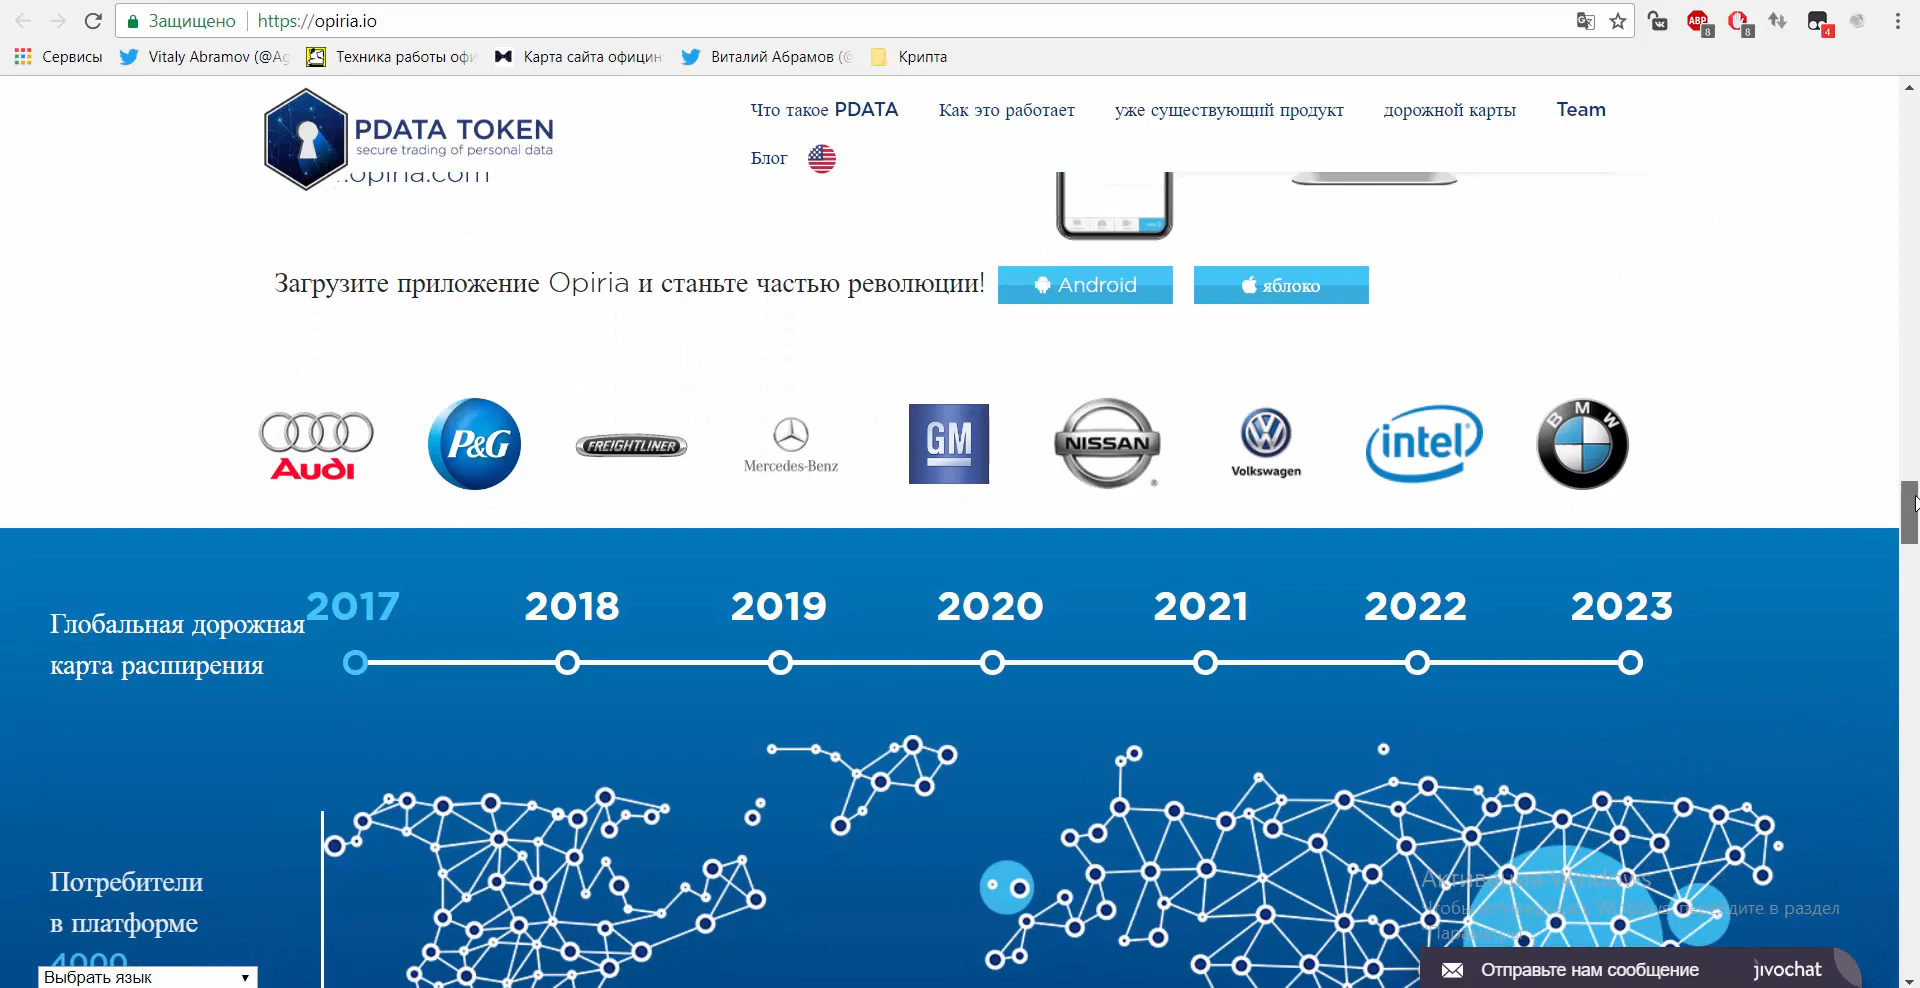 Защищено
https://opiria.io
ABP
8
8
4
Сервисы
Vitaly Abramov (@Ag
Техника работы офи
Карта сайта официн
Виталий Абрамов (@
Крипта
PDATA TOKEN
secure trading of personal data
Что такое PDATA
Как это работает
уже существующий продукт
дорожной карты
Team
Блог
.opiria.com
Загрузите приложение Opiria и станьте частью революции!
Android
яблоко
Audi
P&G
FREIGHTLINER
Mercedes-Benz
GM
NISSAN
Volkswagen
intel
BMW
Глобальная дорожная
карта расширения
2017
2018
2019
2020
2021
2022
2023
Потребители
в платформе
4000
Выбрать язык
Отправьте нам сообщение
jivochat